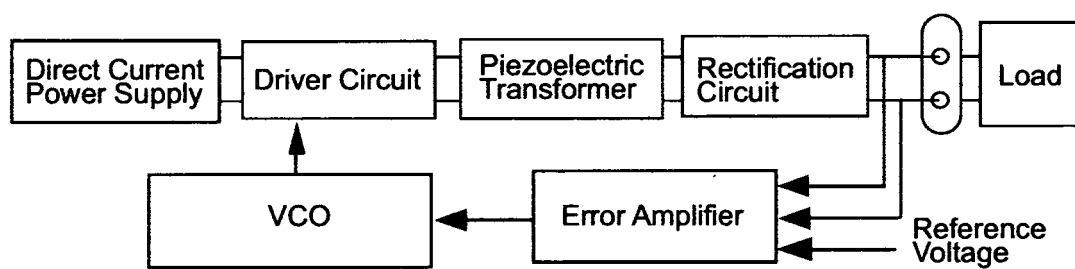 Direct Current
Power Supply
Driver Circuit
Piezoelectric
Transformer
Rectification
Circuit
Load
VCO
Error Amplifier
Reference
Voltage